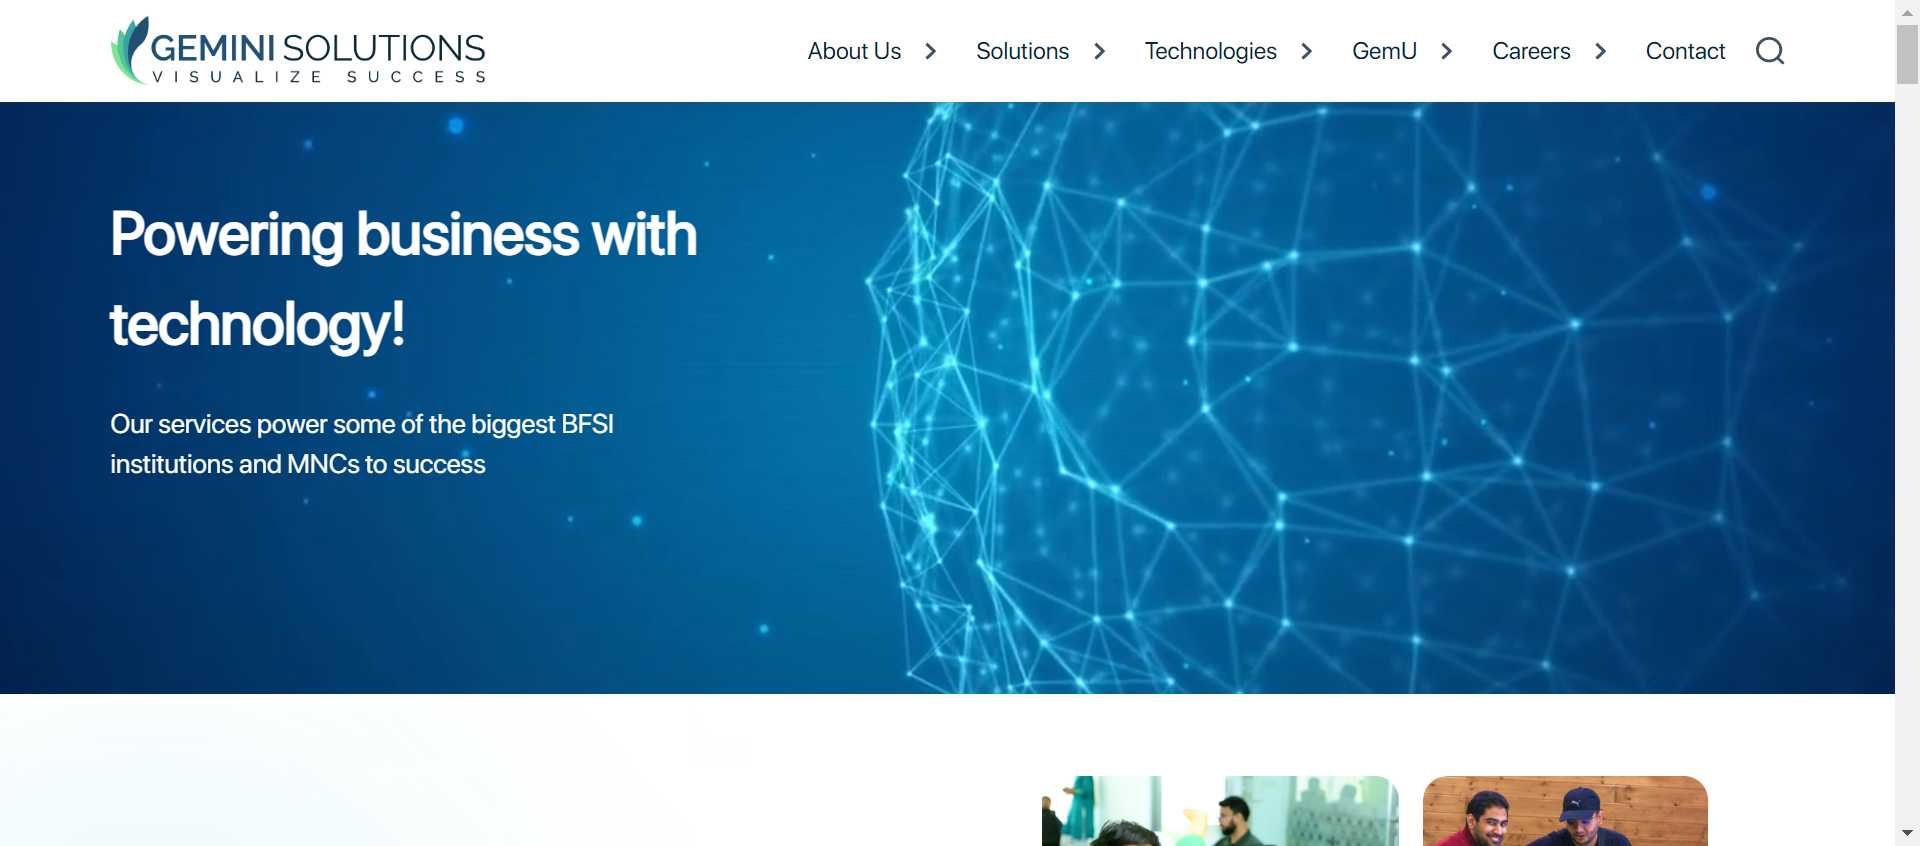 GEMINI SOLUTIONS
VISUALIZE SUCCESS
About Us
Solutions
Technologies
GemU
Careers
Contact
Powering business with
technology!
Our services power some of the biggest BFSI
institutions and MNCs to success